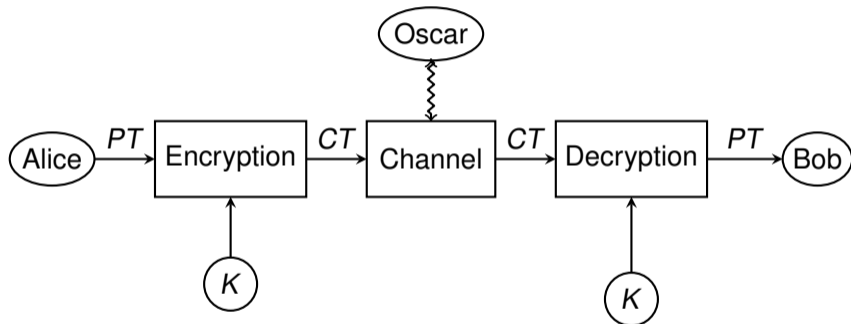 Oscar
PT CT CT PT
Alice Encryption Channel Decryption Bob
K K